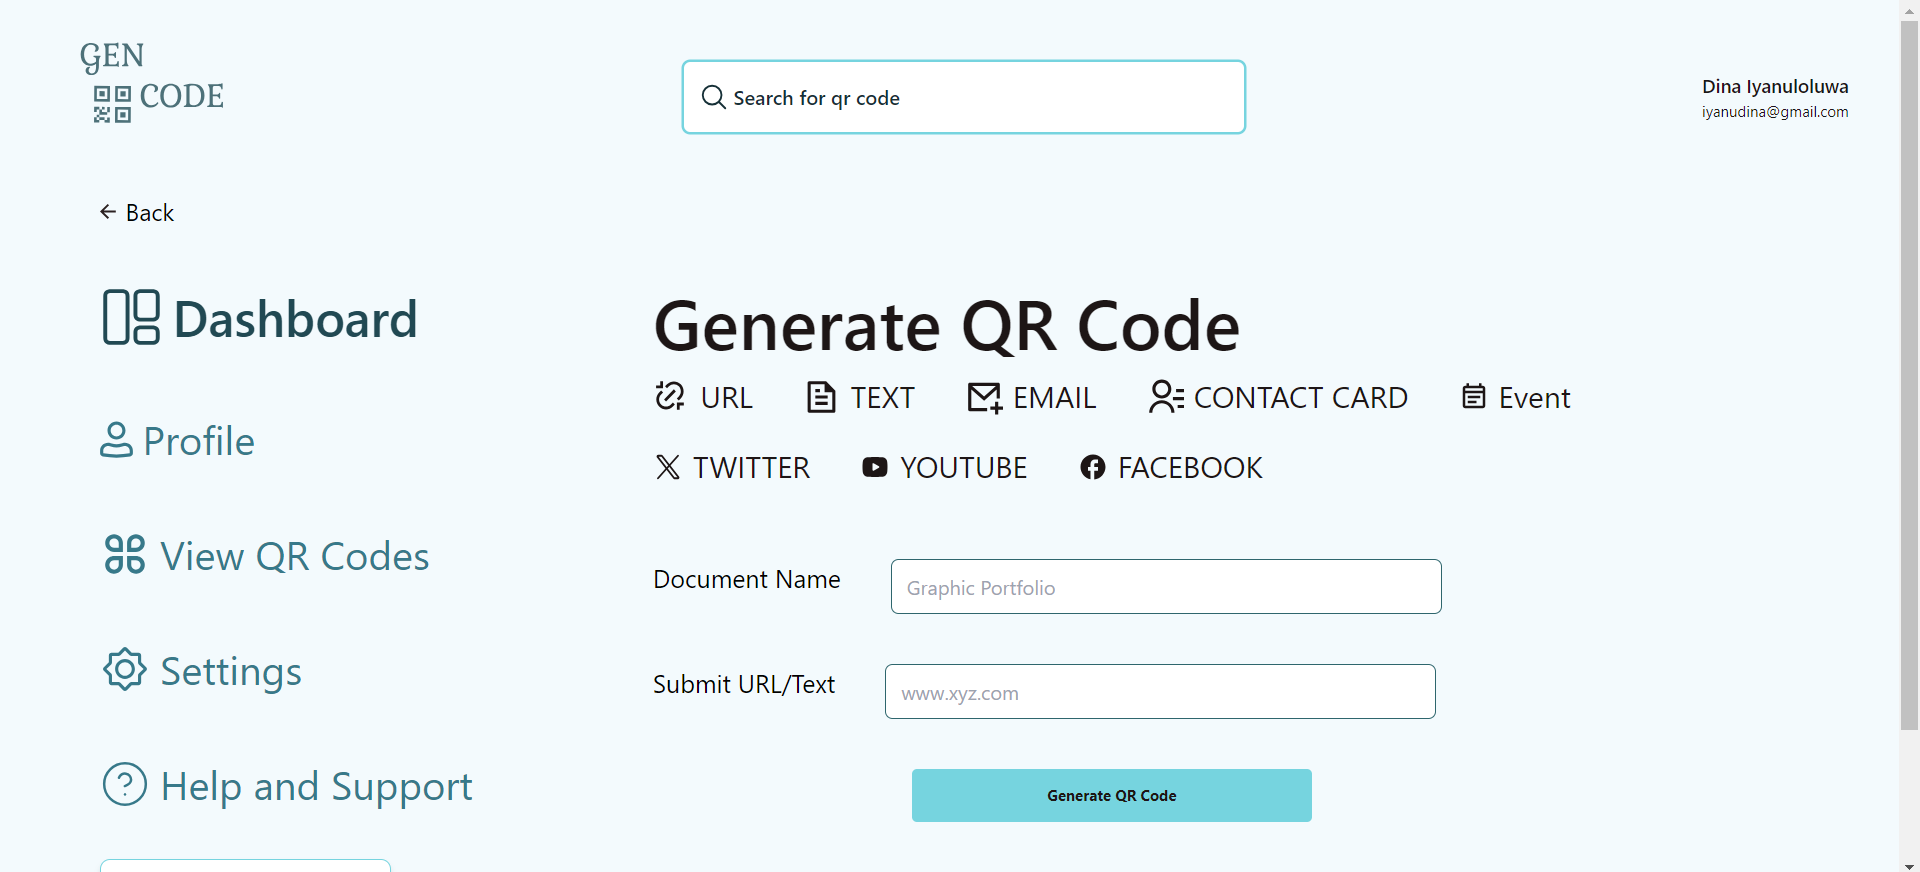 GEN
CODE
Search for qr code
Dina Iyanuloluwa
iyanudina@gmail.com
Back
Dashboard
Profile
View QR Codes
Settings
Help and Support
Generate QR Code
URL TEXT EMAIL CONTACT CARD Event
TWITTER YOUTUBE FACEBOOK
Document Name Graphic Portfolio
Submit URL/Text www.xyz.com
Generate QR Code